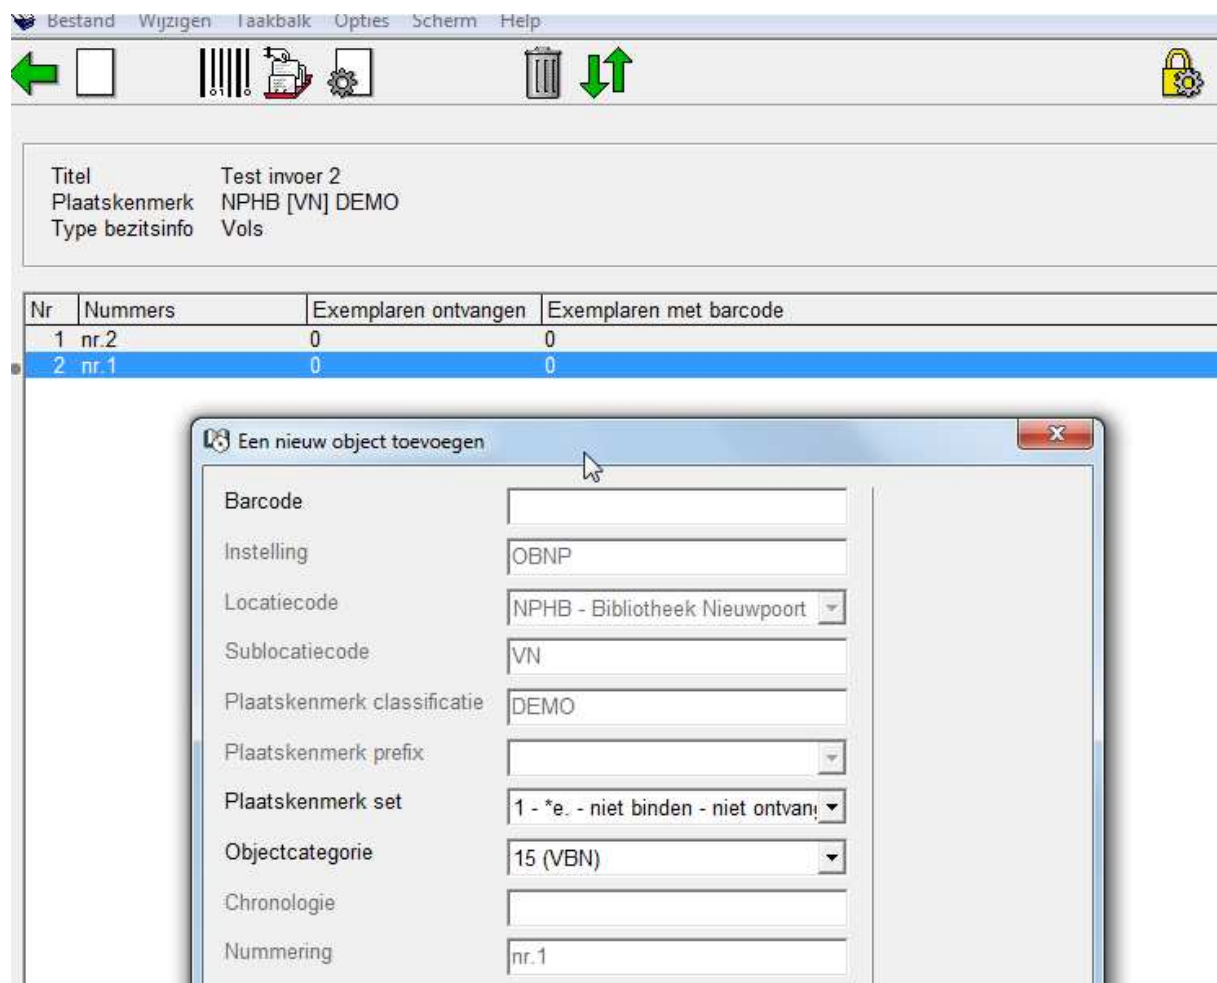 Bestand Wijzigen Taakbalk Opties Scherm Help
Titel Test invoer 2
Plaatskenmerk NPHB [VN] DEMO
Type bezitsinfo Vols
Nr Nummers Exemplaren ontvangen Exemplaren met barcode
1 nr.2 0 0
2 nr.1 0 0
Een nieuw object toevoegen
Barcode
Instelling OBNP
Locatiecode NPHB - Bibliotheek Nieuwpoort
Sublocatiecode VN
Plaatskenmerk classificatie DEMO
Plaatskenmerk prefix
Plaatskenmerk set 1 - *e. - niet binden - niet ontvan
Objectcategorie 15 (VBN)
Chronologie
Nummering nr.1